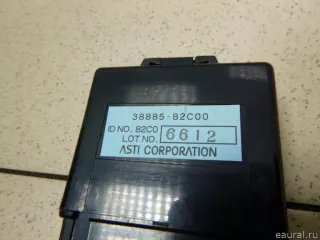 38885-82C00
ID NO. 82C0
LOT NO. 6612
ASTI CORPORATION
eaural.ru